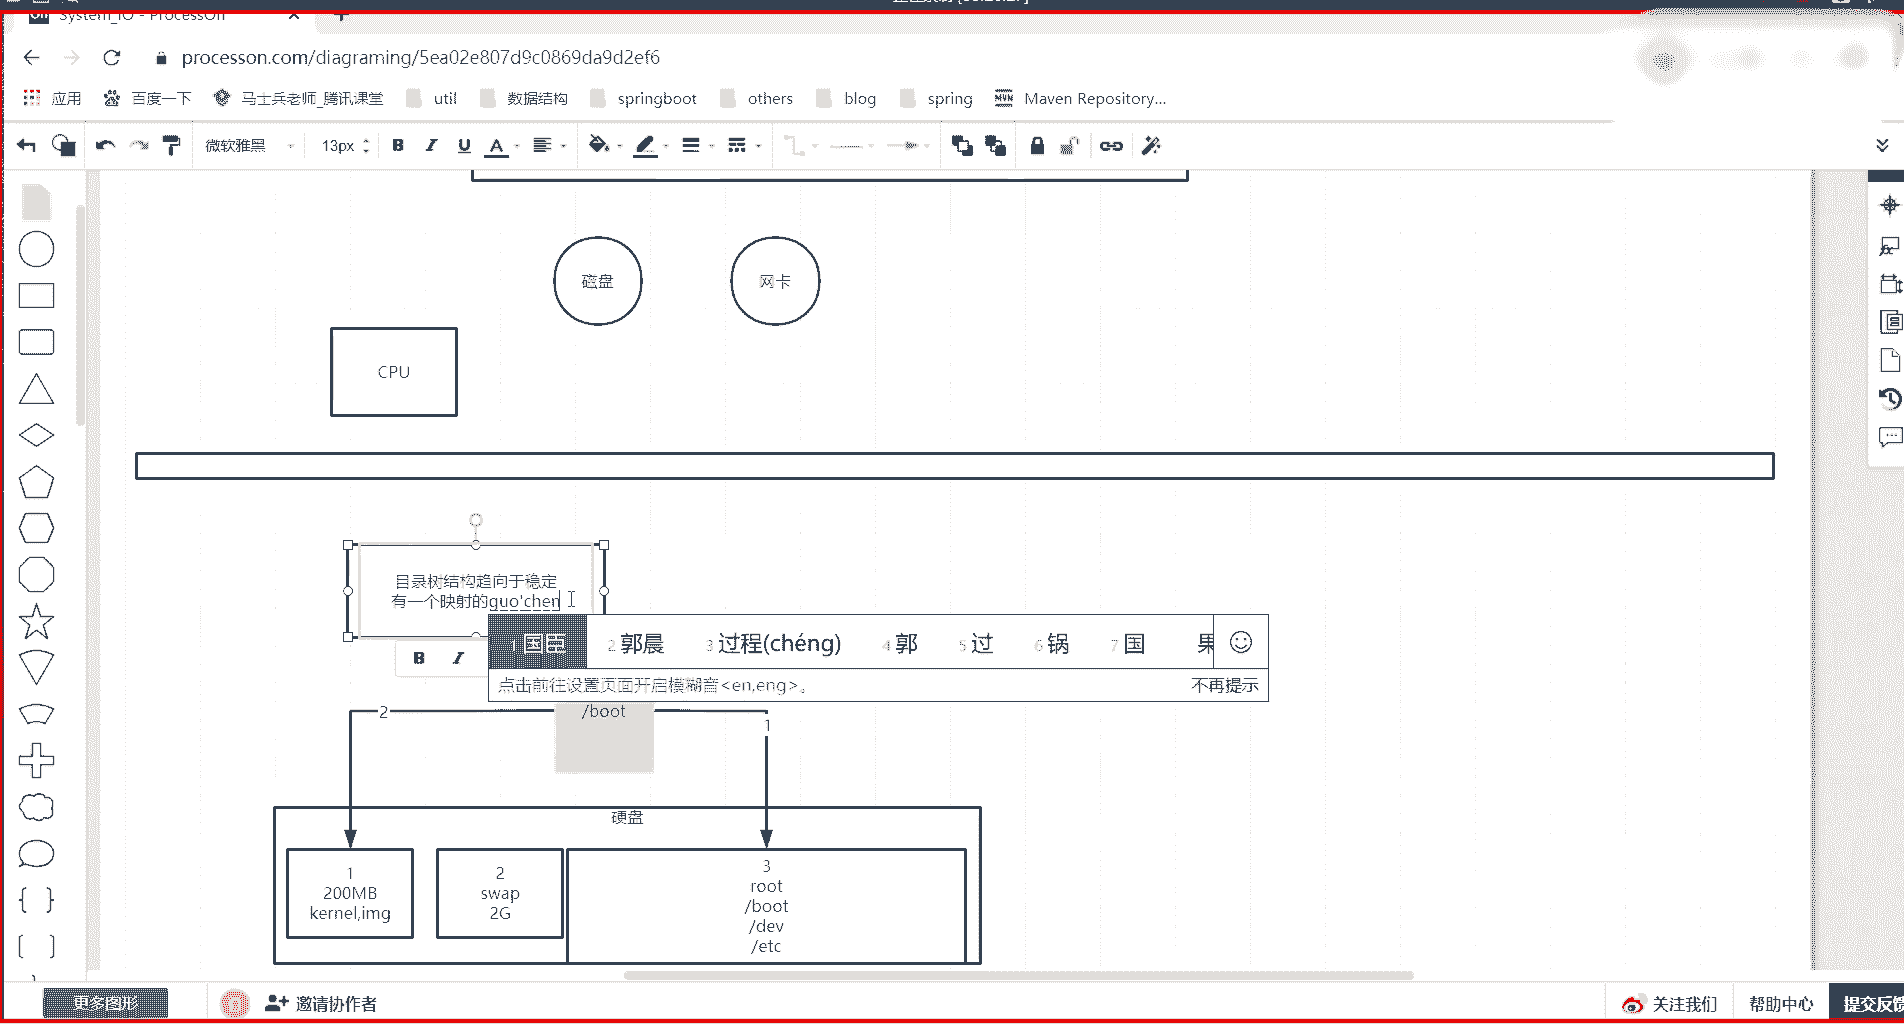 System_IO - ProcessOn
processon.com/diagraming/5ea02e807d9c0869da9d2ef6
应用 百度一下 马士兵老师_腾讯课堂 util 数据结构 springboot others blog spring Maven Repository...
微软雅黑 13px B I U A
磁盘 网卡
CPU
目录树结构趋向于稳定
有一个映射的guo'chen
2 郭晨 3 过程(chéng) 4 郭 5 过 6 锅 7 国 果
点击前往设置页面开启模糊音<en,eng>。 不再提示
B I
2 /boot 1
硬盘
1
200MB
kernel,img
2
swap
2G
3
root
/boot
/dev
/etc
更多图形 邀请协作者 关注我们 帮助中心 提交反馈